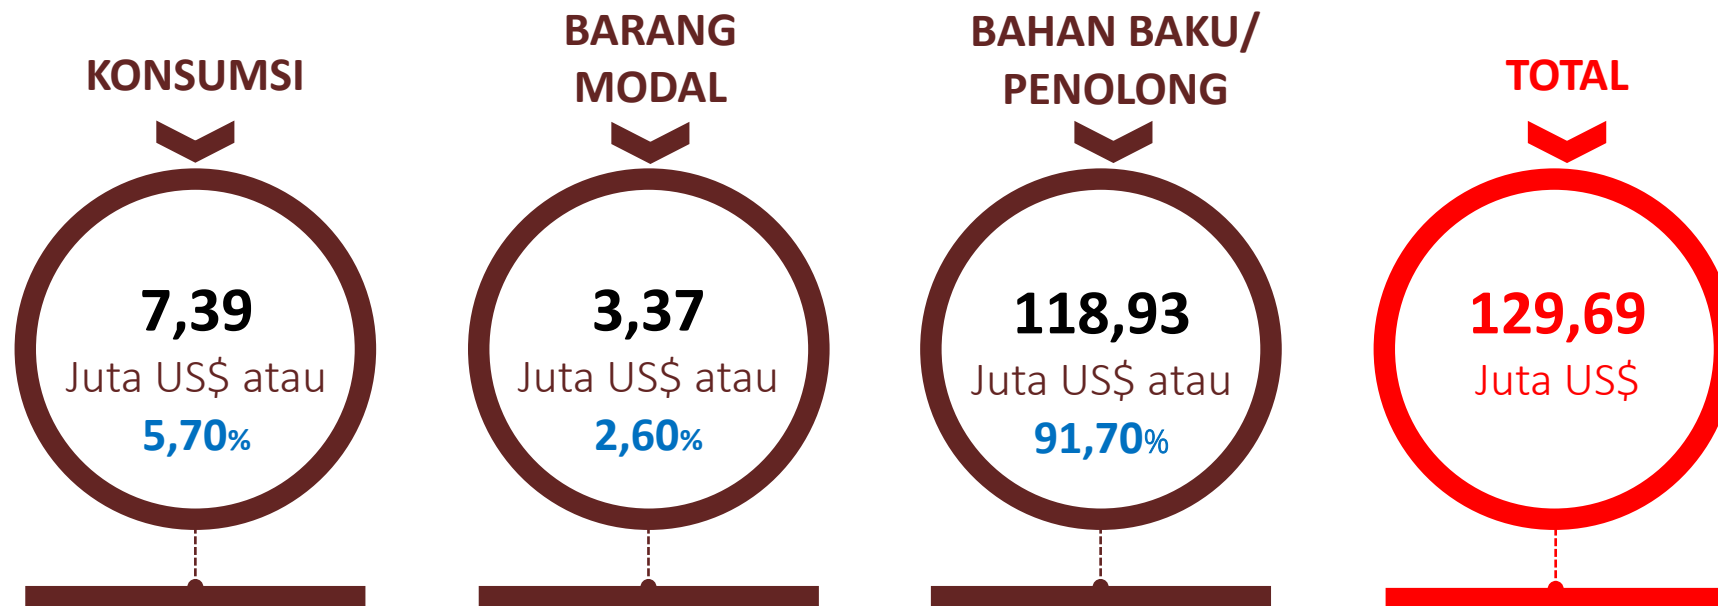 KONSUMSI
7,39
Juta US$ atau
5,70%
BARANG
MODAL
3,37
Juta US$ atau
2,60%
BAHAN BAKU/
PENOLONG
118,93
Juta US$ atau
91,70%
TOTAL
129,69
Juta US$